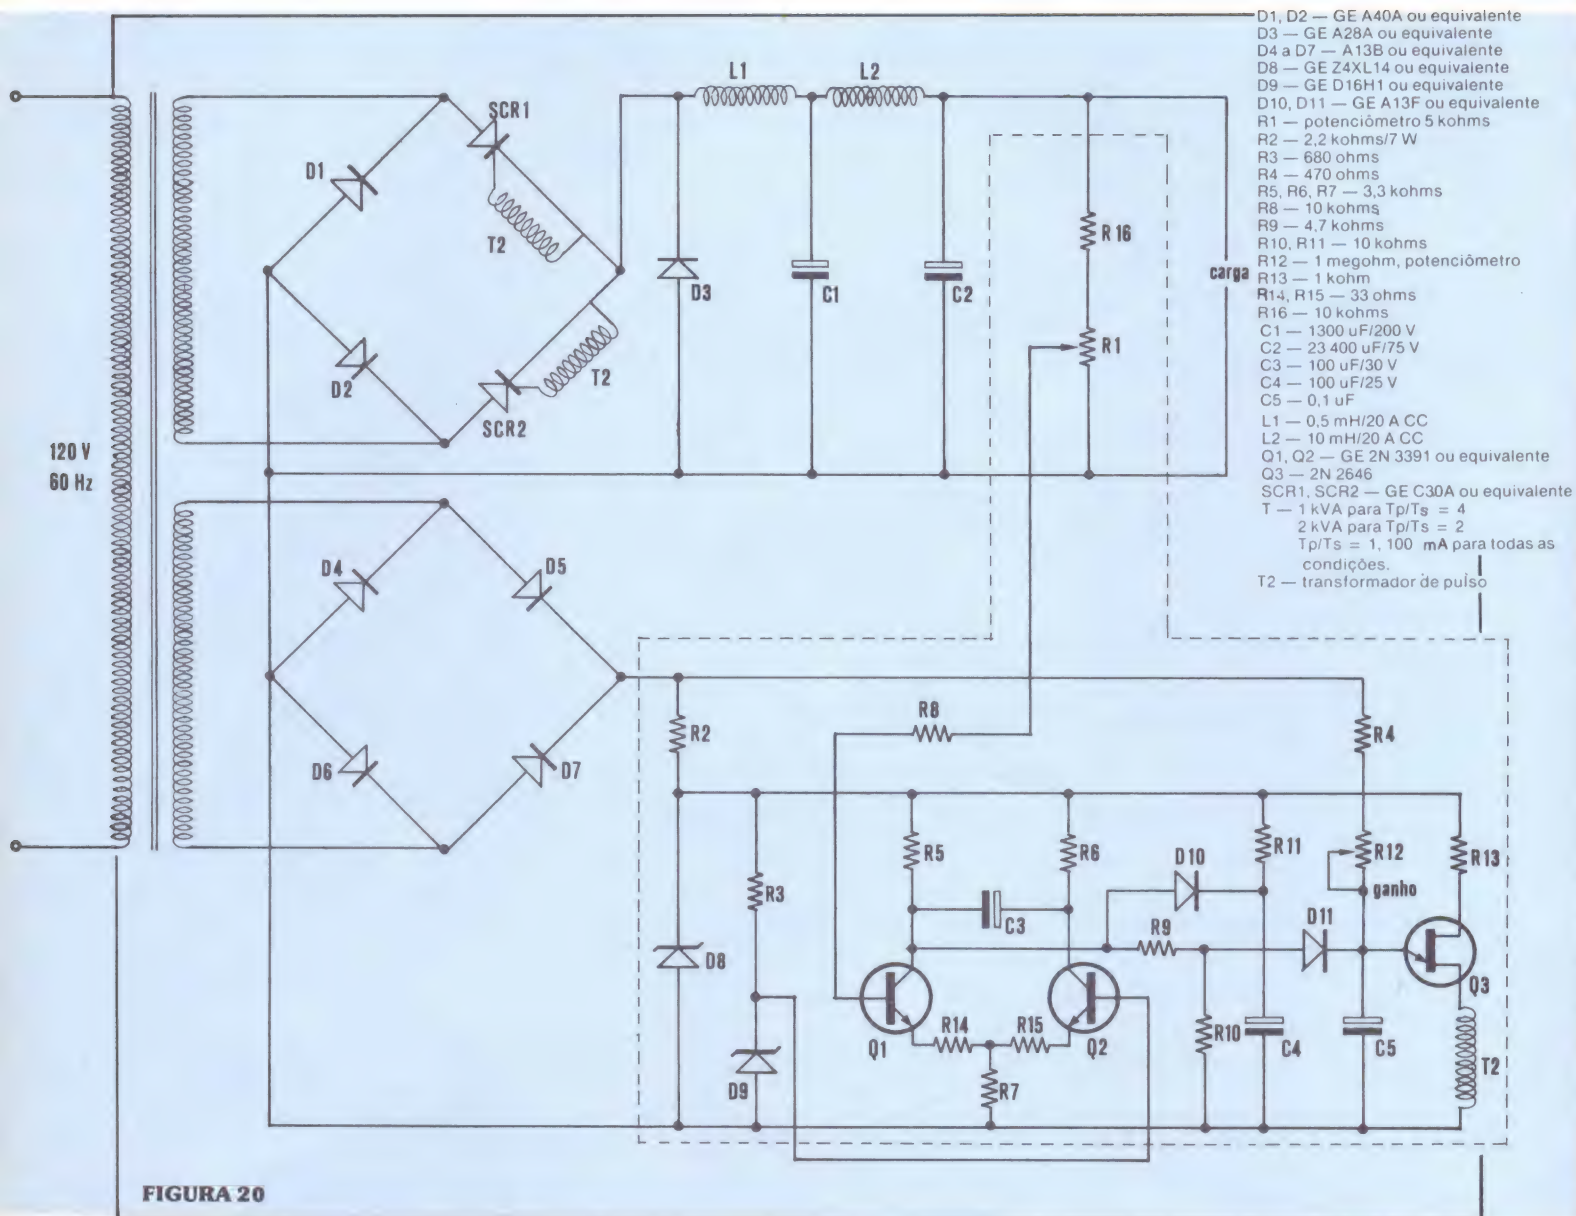 D1, D2 — GE A40A ou equivalente
D3 — GE A28A ou equivalente
D4 a D7 — A13B ou equivalente
D8 — GE Z4XL14 ou equivalente
D9 — GE D16H1 ou equivalente
D10, D11 — GE A13F ou equivalente
R1 — potenciômetro 5 kohms
R2 — 2,2 kohms/7 W
R3 — 680 ohms
R4 — 470 ohms
R5, R6, R7 — 3,3 kohms
R8 — 10 kohms
R9 — 4,7 kohms
R10, R11 — 10 kohms
R12 — 1 megohm, potenciômetro
R13 — 1 kohm
R14, R15 — 33 ohms
R16 — 10 kohms
C1 — 1300 uF/200 V
C2 — 23 400 uF/75 V
C3 — 100 uF/30 V
C4 — 100 uF/25 V
C5 — 0,1 uF
L1 — 0,5 mH/20 A CC
L2 — 10 mH/20 A CC
Q1, Q2 — GE 2N 3391 ou equivalente
Q3 — 2N 2646
SCR1, SCR2 — GE C30A ou equivalente
T — 1 kVA para Tp/Ts = 4
2 kVA para Tp/Ts = 2
Tp/Ts = 1, 100 mA para todas as
condições.
T2 — transformador de pulso
L1
L2
SCR1
D1
T2
R16
D3
C1
C2
carga
R1
D2
T2
SCR2
120 V
60 Hz
D4
D5
R8
R2
R4
D6
D7
R5
R6
D10
R11
R12
R13
ganho
R3
C3
D11
R9
D8
Q3
R14
R15
R10
C4
C5
Q1
Q2
T2
D9
R7
FIGURA 20